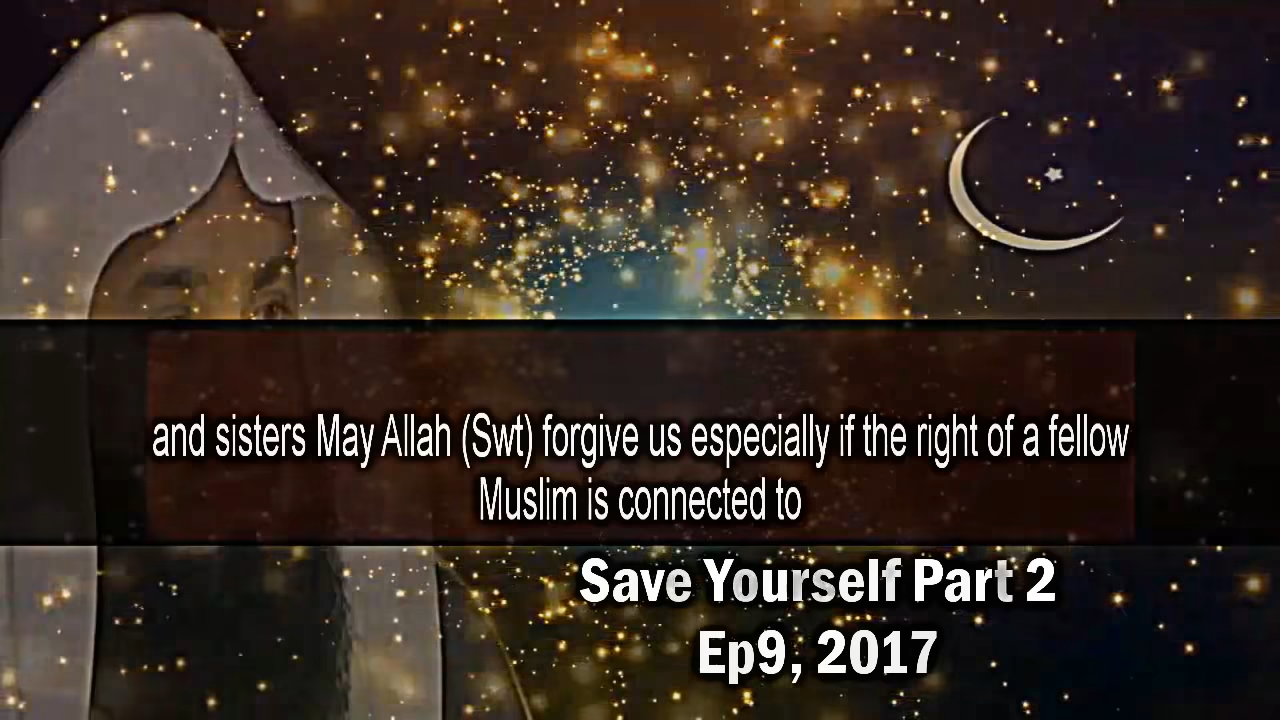 and sisters May Allah (Swt) forgive us especially if the right of a fellow
Muslim is connected to
Save Yourself Part 2
Ep9, 2017